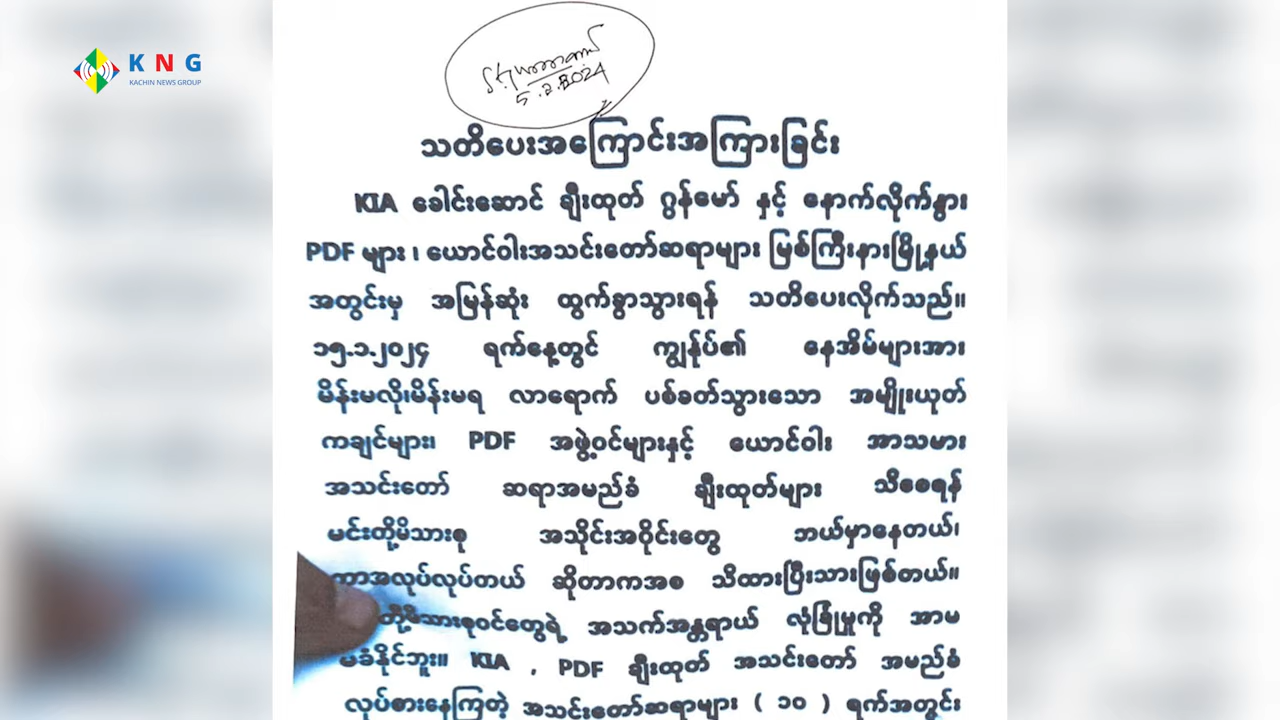 K N G
KACHIN NEWS GROUP
5.2.2024
သတိပေးအကြောင်းအကြားခြင်း
KIA ခေါင်းဆောင် ချီးထုတ် ဂွန်မော် နှင့် နောက်လိုက်နွား
PDF များ ၊ ယောင်ဝါးအသင်းတော်ဆရာများ မြစ်ကြီးနားမြို့နယ်
အတွင်းမှ အမြန်ဆုံး ထွက်ခွာသွားရန် သတိပေးလိုက်သည်။
၁၅.၁.၂၀၂၄ ရက်နေ့တွင် ကျွန်ုပ်၏ နေအိမ်များအား
မိန်းမလို၊မိန်းမရ လာရောက် ပစ်ခတ်သွားသော အမျိုးယုတ်
ကချင်များ၊ PDF အဖွဲ့ဝင်များနှင့် ယောင်ဝါး အာသမား
အသင်းတော် ဆရာအမည်ခံ ချီးထုတ်များ သိစေရန်
မင်းတို့မိသားစု အသိုင်းအဝိုင်းတွေ ဘယ်မှာနေတယ်၊
ဘာအလုပ်လုပ်တယ် ဆိုတာကအစ သိထားပြီးသားဖြစ်တယ်။
တို့မိသားစုဝင်တွေရဲ့ အသက်အန္တရာယ် လုံခြုံမှုကို အာမ
မခံနိုင်ဘူး။ KIA , PDF ချီးထုတ် အသင်းတော် အမည်ခံ
လုပ်စားနေကြတဲ့ အသင်းတော်ဆရာများ ( ၁၀ ) ရက်အတွင်း